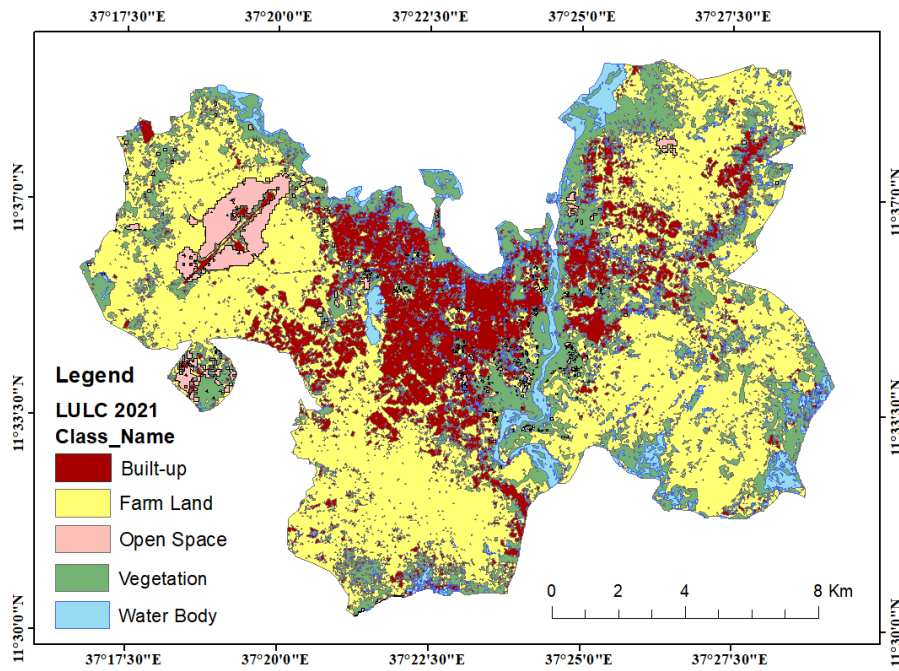 37°17'30"E 37°20'0"E 37°22'30"E 37°25'0"E 37°27'30"E
11°37'0"N
11°37'0"N
11°33'30"N
11°33'30"N
11°30'0"N
11°30'0"N
Legend
LULC 2021
Class_Name
Built-up
Farm Land
Open Space
Vegetation
Water Body
0 2 4 6 8 Km
37°17'30"E 37°20'0"E 37°22'30"E 37°25'0"E 37°27'30"E